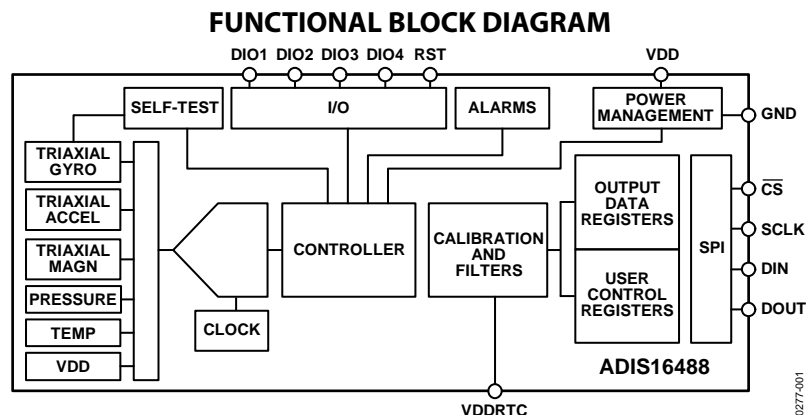 FUNCTIONAL BLOCK DIAGRAM
DIO1 DIO2 DIO3 DIO4 RST VDD
SELF-TEST
I/O
ALARMS
POWER
MANAGEMENT
GND
TRIAXIAL
GYRO
TRIAXIAL
ACCEL
TRIAXIAL
MAGN
PRESSURE
TEMP
VDD
CLOCK
CONTROLLER
CALIBRATION
AND
FILTERS
OUTPUT
DATA
REGISTERS
USER
CONTROL
REGISTERS
SPI
CS
SCLK
DIN
DOUT
ADIS16488
VDDRTC
0277-001